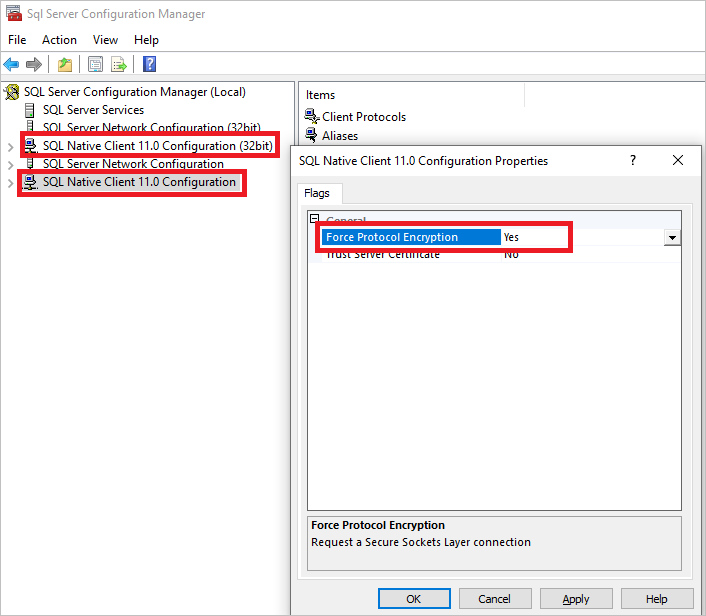 Sql Server Configuration Manager
File Action View Help
SQL Server Configuration Manager (Local)
SQL Server Services
SQL Server Network Configuration (32bit)
SQL Native Client 11.0 Configuration (32bit)
SQL Server Network Configuration
SQL Native Client 11.0 Configuration
Items
Client Protocols
Aliases
SQL Native Client 11.0 Configuration Properties
Flags
General
Force Protocol Encryption Yes
Trust Server Certificate No
Force Protocol Encryption
Request a Secure Sockets Layer connection
OK Cancel Apply Help